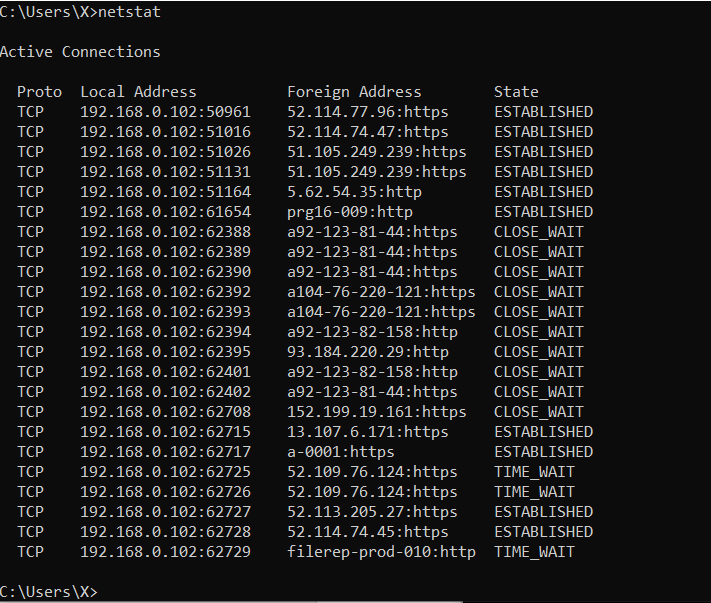 C:\Users\X>netstat
Active Connections
Proto Local Address Foreign Address State
TCP 192.168.0.102:50961 52.114.77.96:https ESTABLISHED
TCP 192.168.0.102:51016 52.114.74.47:https ESTABLISHED
TCP 192.168.0.102:51026 51.105.249.239:https ESTABLISHED
TCP 192.168.0.102:51131 51.105.249.239:https ESTABLISHED
TCP 192.168.0.102:51164 5.62.54.35:http ESTABLISHED
TCP 192.168.0.102:61654 prg16-009:http ESTABLISHED
TCP 192.168.0.102:62388 a92-123-81-44:https CLOSE_WAIT
TCP 192.168.0.102:62389 a92-123-81-44:https CLOSE_WAIT
TCP 192.168.0.102:62390 a92-123-81-44:https CLOSE_WAIT
TCP 192.168.0.102:62392 a104-76-220-121:https CLOSE_WAIT
TCP 192.168.0.102:62393 a104-76-220-121:https CLOSE_WAIT
TCP 192.168.0.102:62394 a92-123-82-158:http CLOSE_WAIT
TCP 192.168.0.102:62395 93.184.220.29:http CLOSE_WAIT
TCP 192.168.0.102:62401 a92-123-82-158:http CLOSE_WAIT
TCP 192.168.0.102:62402 a92-123-81-44:https CLOSE_WAIT
TCP 192.168.0.102:62708 152.199.19.161:https CLOSE_WAIT
TCP 192.168.0.102:62715 13.107.6.171:https ESTABLISHED
TCP 192.168.0.102:62717 a-0001:https ESTABLISHED
TCP 192.168.0.102:62725 52.109.76.124:https TIME_WAIT
TCP 192.168.0.102:62726 52.109.76.124:https TIME_WAIT
TCP 192.168.0.102:62727 52.113.205.27:https ESTABLISHED
TCP 192.168.0.102:62728 52.114.74.45:https ESTABLISHED
TCP 192.168.0.102:62729 filerep-prod-010:http TIME_WAIT
C:\Users\X>